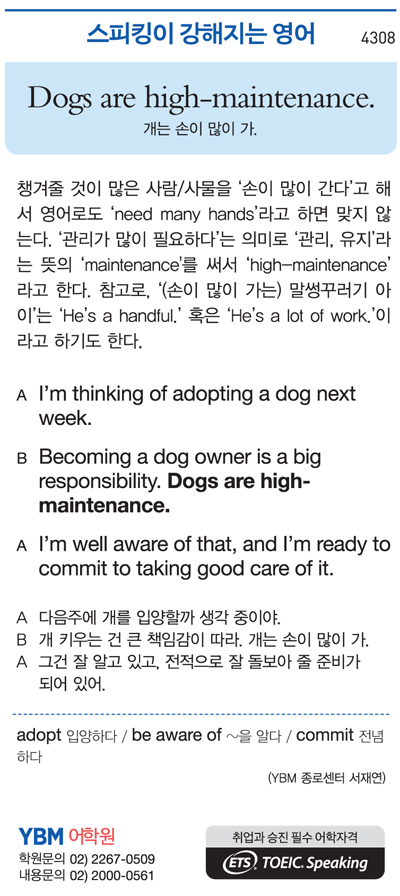 스피킹이 강해지는 영어
4308
Dogs are high-maintenance.
개는 손이 많이 가.
챙겨줄 것이 많은 사람/사물을 ‘손이 많이 간다’고 해
서 영어로도 ‘need many hands’라고 하면 맞지 않
는다. ‘관리가 많이 필요하다’는 의미로 ‘관리, 유지’라
는 뜻의 ‘maintenance'를 써서 ‘high-maintenance’
라고 한다. 참고로, ‘(손이 많이 가는) 말썽꾸러기 아
이’는 ‘He’s a handful.’ 혹은 ‘He’s a lot of work.’이
라고 하기도 한다.
A I’m thinking of adopting a dog next
week.
B Becoming a dog owner is a big
responsibility. Dogs are high-
maintenance.
A I’m well aware of that, and I’m ready to
commit to taking good care of it.
A 다음주에 개를 입양할까 생각 중이야.
B 개 키우는 건 큰 책임감이 따라. 개는 손이 많이 가.
A 그건 잘 알고 있고, 전적으로 잘 돌보아 줄 준비가
되어 있어.
adopt 입양하다 / be aware of ～을 알다 / commit 전념
하다
(YBM 종로센터 서재연)
YBM 어학원
학원문의 02) 2267-0509
내용문의 02) 2000-0561
취업과 승진 필수 어학자격
ETS TOEIC. Speaking